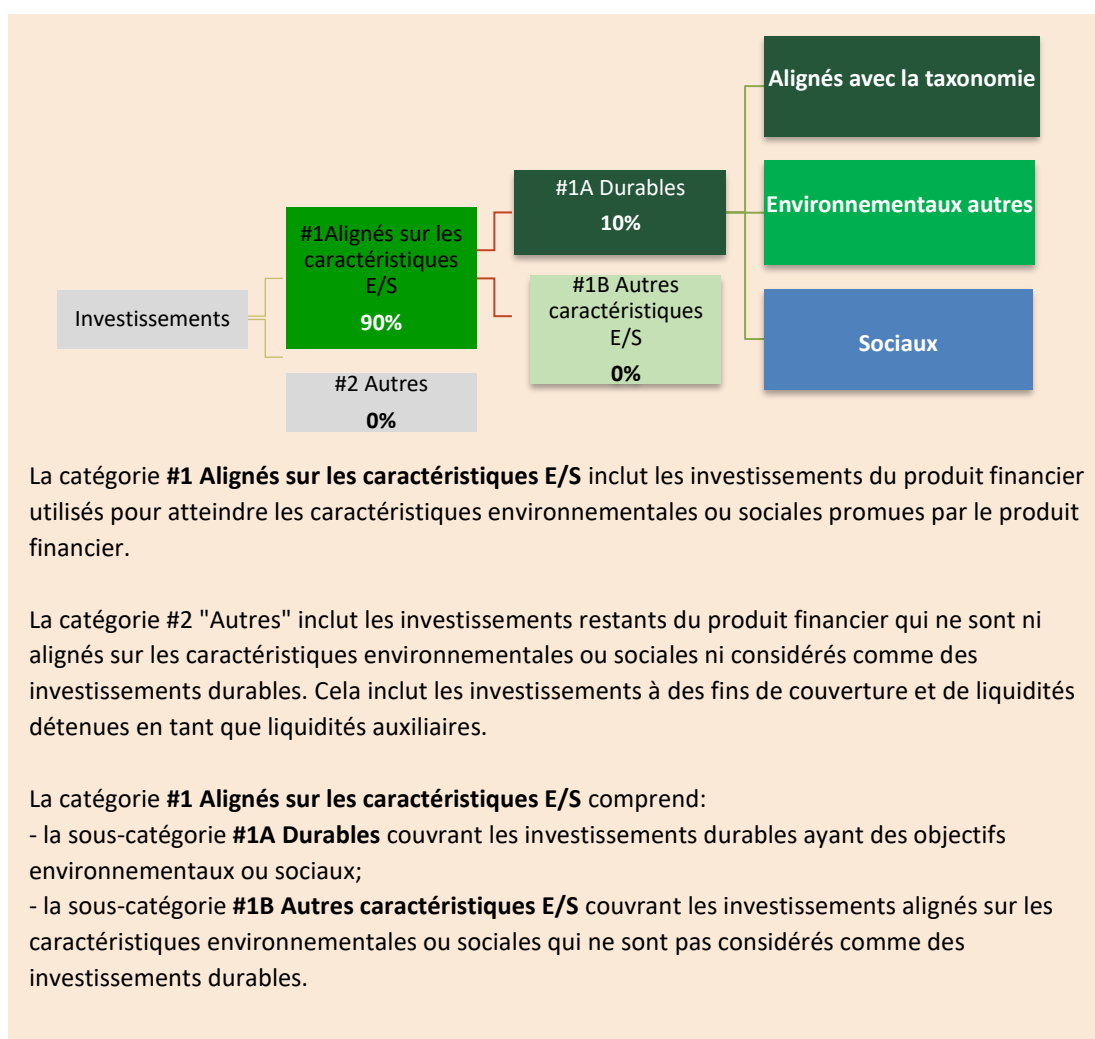 Alignés avec la taxonomie
#1A Durables
10%
Environnementaux autres
#1Alignés sur les
caractéristiques
E/S
90%
#1B Autres
caractéristiques
E/S
0%
Investissements
Sociaux
#2 Autres
0%
La catégorie #1 Alignés sur les caractéristiques E/S inclut les investissements du produit financier
utilisés pour atteindre les caractéristiques environnementales ou sociales promues par le produit
financier.
La catégorie #2 "Autres" inclut les investissements restants du produit financier qui ne sont ni
alignés sur les caractéristiques environnementales ou sociales ni considérés comme des
investissements durables. Cela inclut les investissements à des fins de couverture et de liquidités
détenues en tant que liquidités auxiliaires.
La catégorie #1 Alignés sur les caractéristiques E/S comprend:
- la sous-catégorie #1A Durables couvrant les investissements durables ayant des objectifs
environnementaux ou sociaux;
- la sous-catégorie #1B Autres caractéristiques E/S couvrant les investissements alignés sur les
caractéristiques environnementales ou sociales qui ne sont pas considérés comme des
investissements durables.